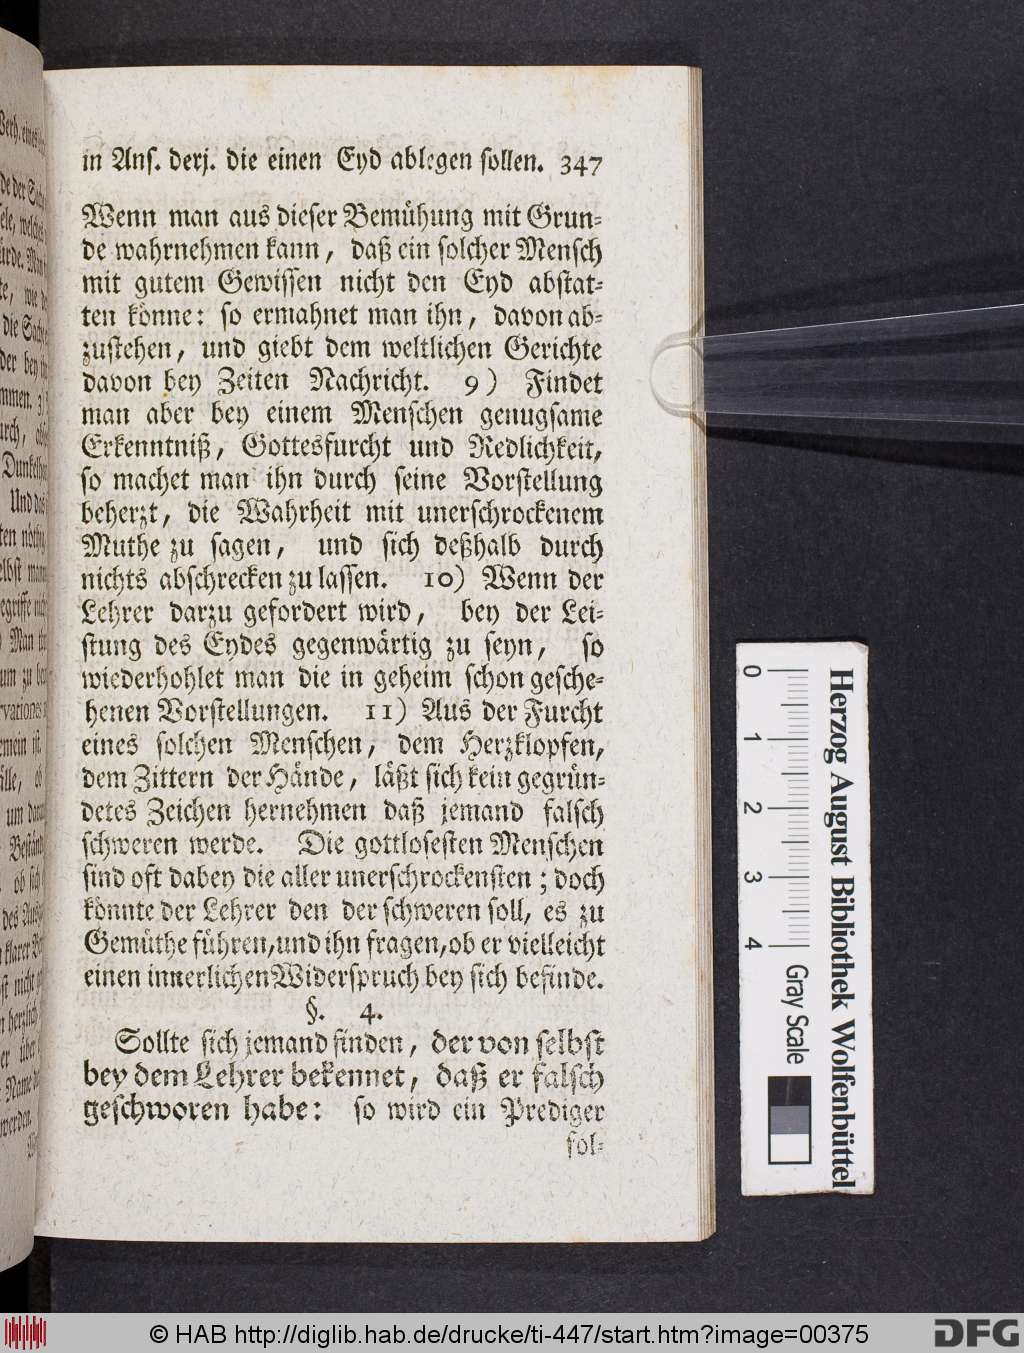 in Ans. derj. die einen Eyd ablegen sollen. 347
Wenn man aus dieser Bemühung mit Grun-
de wahrnehmen kann, daß ein solcher Mensch
mit gutem Gewissen nicht den Eyd abstat-
ten könne: so ermahnet man ihn, davon ab-
zustehen, und giebt dem weltlichen Gerichte
davon bey Zeiten Nachricht. 9) Findet
man aber bey einem Menschen genugsame
Erkenntniß, Gottesfurcht und Redlichkeit,
so machet man ihn durch seine Vorstellung
beherzt, die Wahrheit mit unerschrockenem
Muthe zu sagen, und sich deßhalb durch
nichts abschrecken zu lassen. 10) Wenn der
Lehrer darzu gefordert wird, bey der Lei-
stung des Eydes gegenwärtig zu seyn, so
wiederhohlet man die in geheim schon gesche-
henen Vorstellungen. 11) Aus der Furcht
eines solchen Menschen, dem Herzklopfen,
dem Zittern der Hände, läßt sich kein gegrün-
detes Zeichen hernehmen daß jemand falsch
schweren werde. Die gottlosesten Menschen
sind oft dabey die aller unerschrockensten; doch
könnte der Lehrer den der schweren soll, es zu
Gemüthe führen, und ihn fragen, ob er vielleicht
einen innerlichen Widerspruch bey sich befinde.
§. 4.
Sollte sich jemand finden, der von selbst
bey dem Lehrer bekennet, daß er falsch
geschworen habe: so wird ein Prediger
sol-
0 1 2 3 4 Gray Scale
Herzog August Bibliothek Wolfenbüttel
© HAB http://diglib.hab.de/drucke/ti-447/start.htm?image=00375
DFG